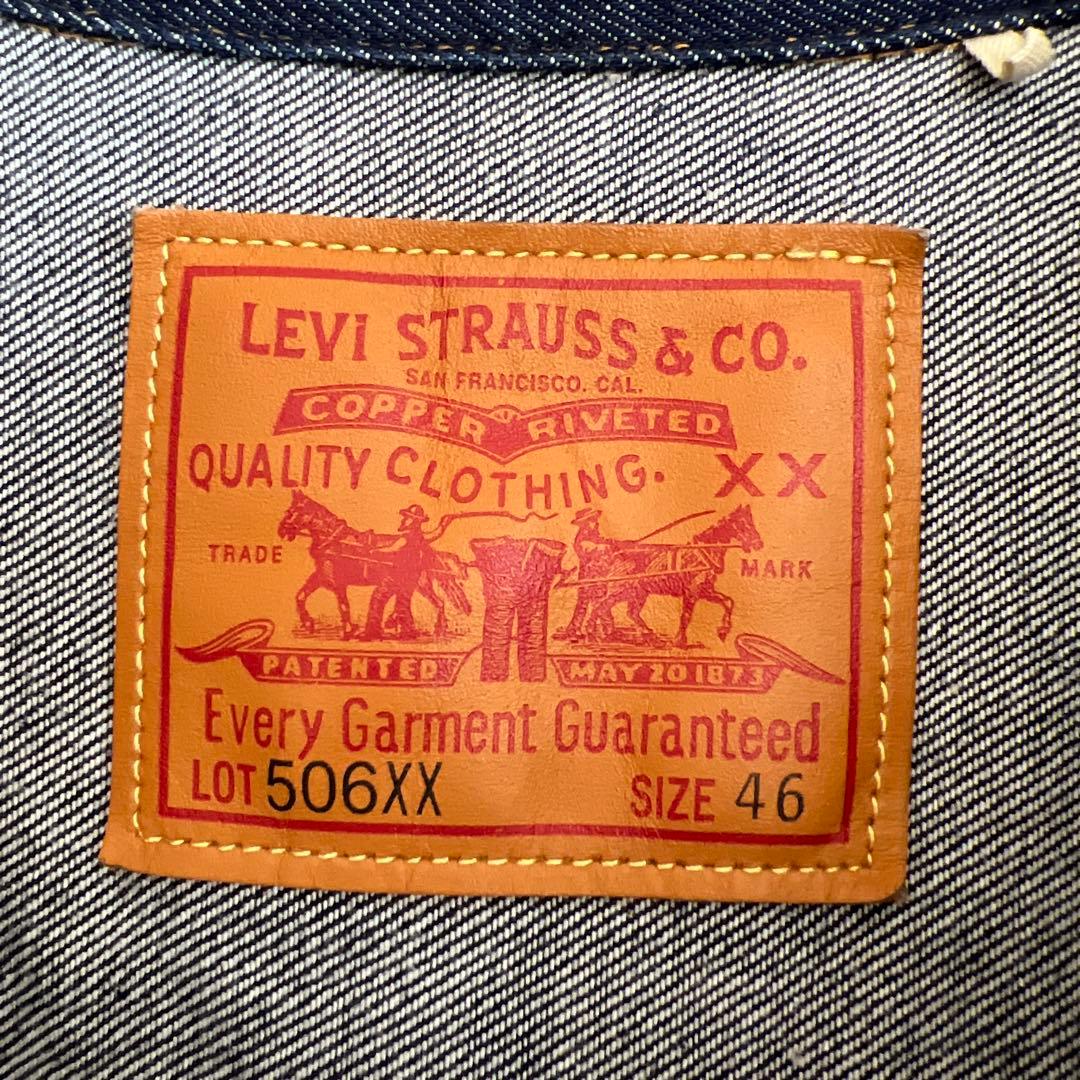 LEVI STRAUSS & CO.
SAN FRANCISCO. CAL.
COPPER RIVETED
QUALITY CLOTHING. XX
TRADE MARK
PATENTED MAY 20 1873
Every Garment Guaranteed
LOT 506XX SIZE 46